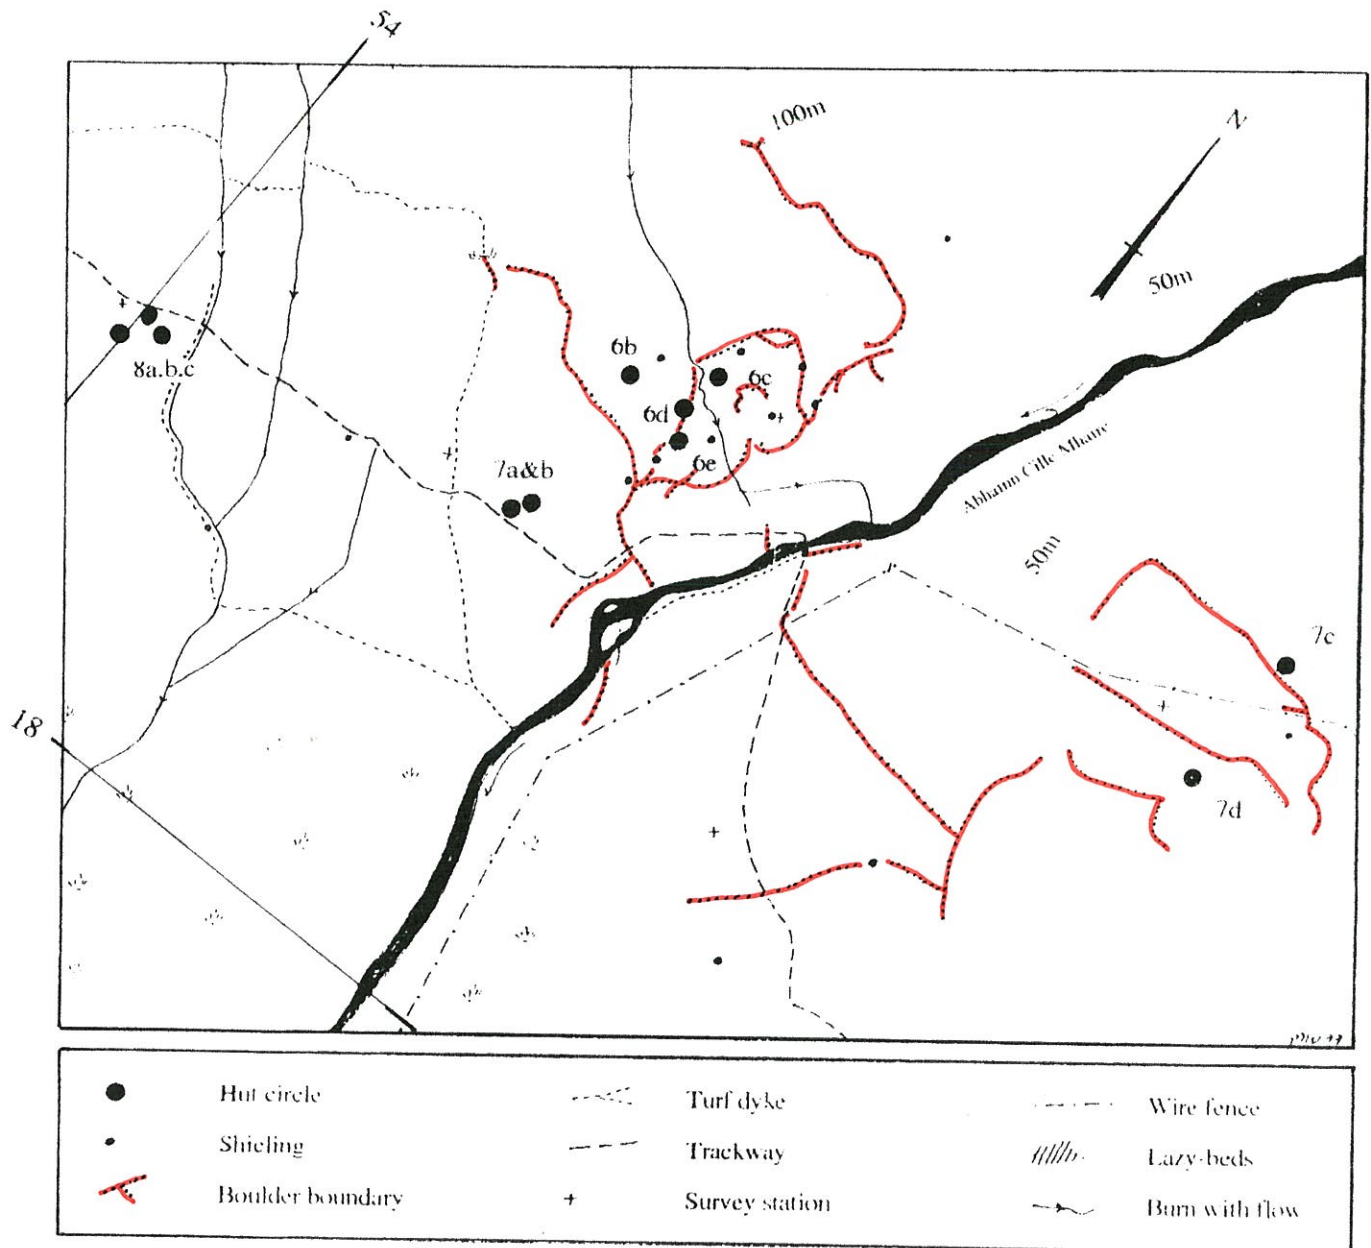 54
100m
N
50m
6b
6c
8a.b.c
6d
6e
7a&b
Abhainn Cille Mhaire
50m
7c
18
7d
Hut circle
Turf dyke
Wire fence
Shieling
Trackway
Lazy-beds
Boulder boundary
Survey station
Burn with flow